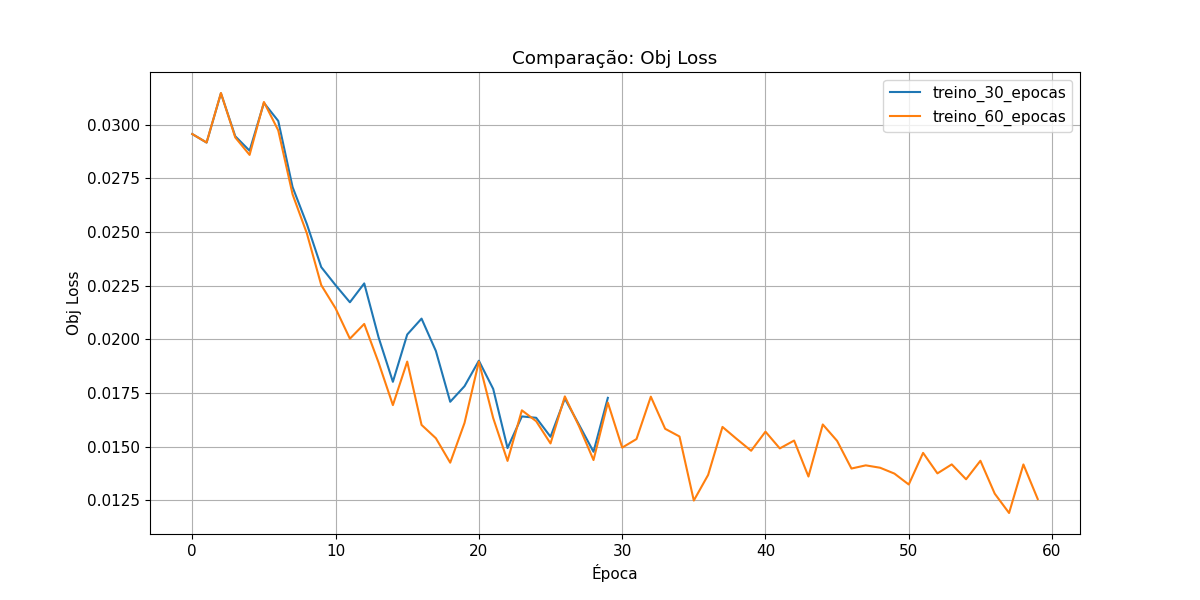 Comparação: Obj Loss
treino_30_epocas
treino_60_epocas
Obj Loss
0.0300
0.0275
0.0250
0.0225
0.0200
0.0175
0.0150
0.0125
0 10 20 30 40 50 60
Época